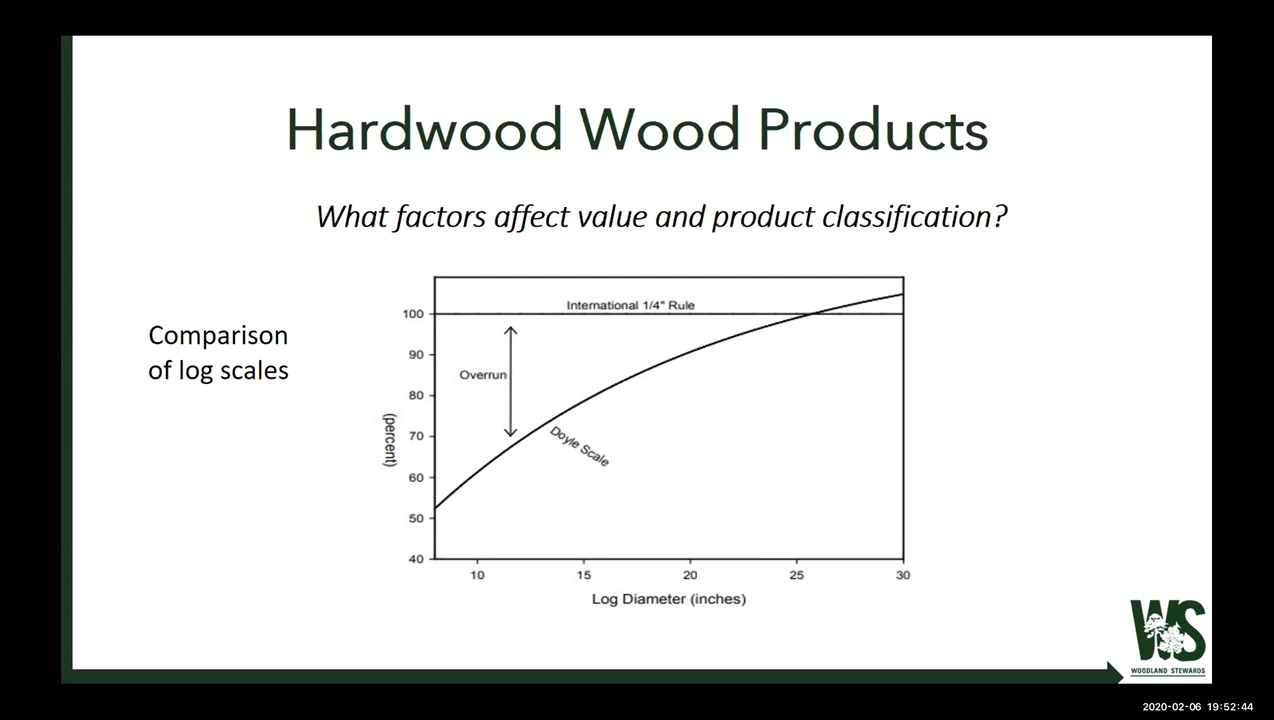 Hardwood Wood Products
What factors affect value and product classification?
Comparison
of log scales
International 1/4" Rule
100
90
Overrun
80
(percent)
70
Doyle Scale
60
50
40
10 15 20 25 30
Log Diameter (inches)
WS
WOODLAND STEWARDS
2020-02-06 19:52:44